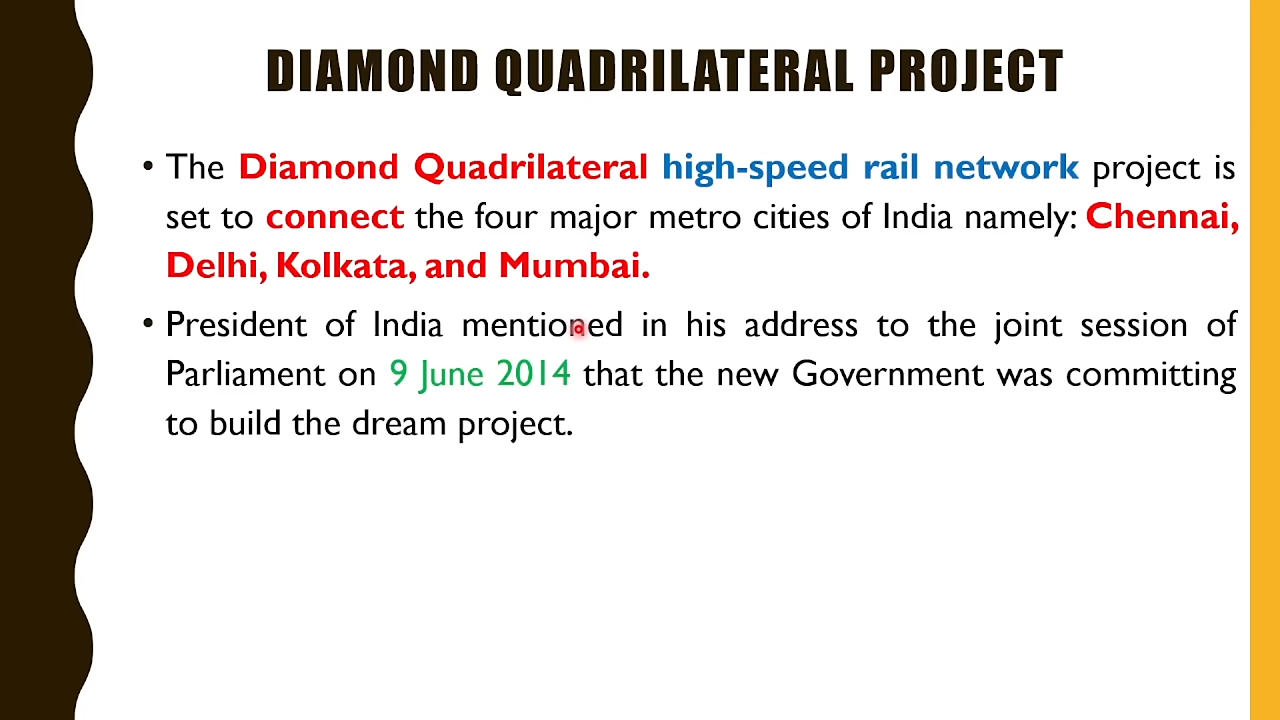 DIAMOND QUADRILATERAL PROJECT
• The Diamond Quadrilateral high-speed rail network project is
set to connect the four major metro cities of India namely: Chennai,
Delhi, Kolkata, and Mumbai.
• President of India mentioned in his address to the joint session of
Parliament on 9 June 2014 that the new Government was committing
to build the dream project.